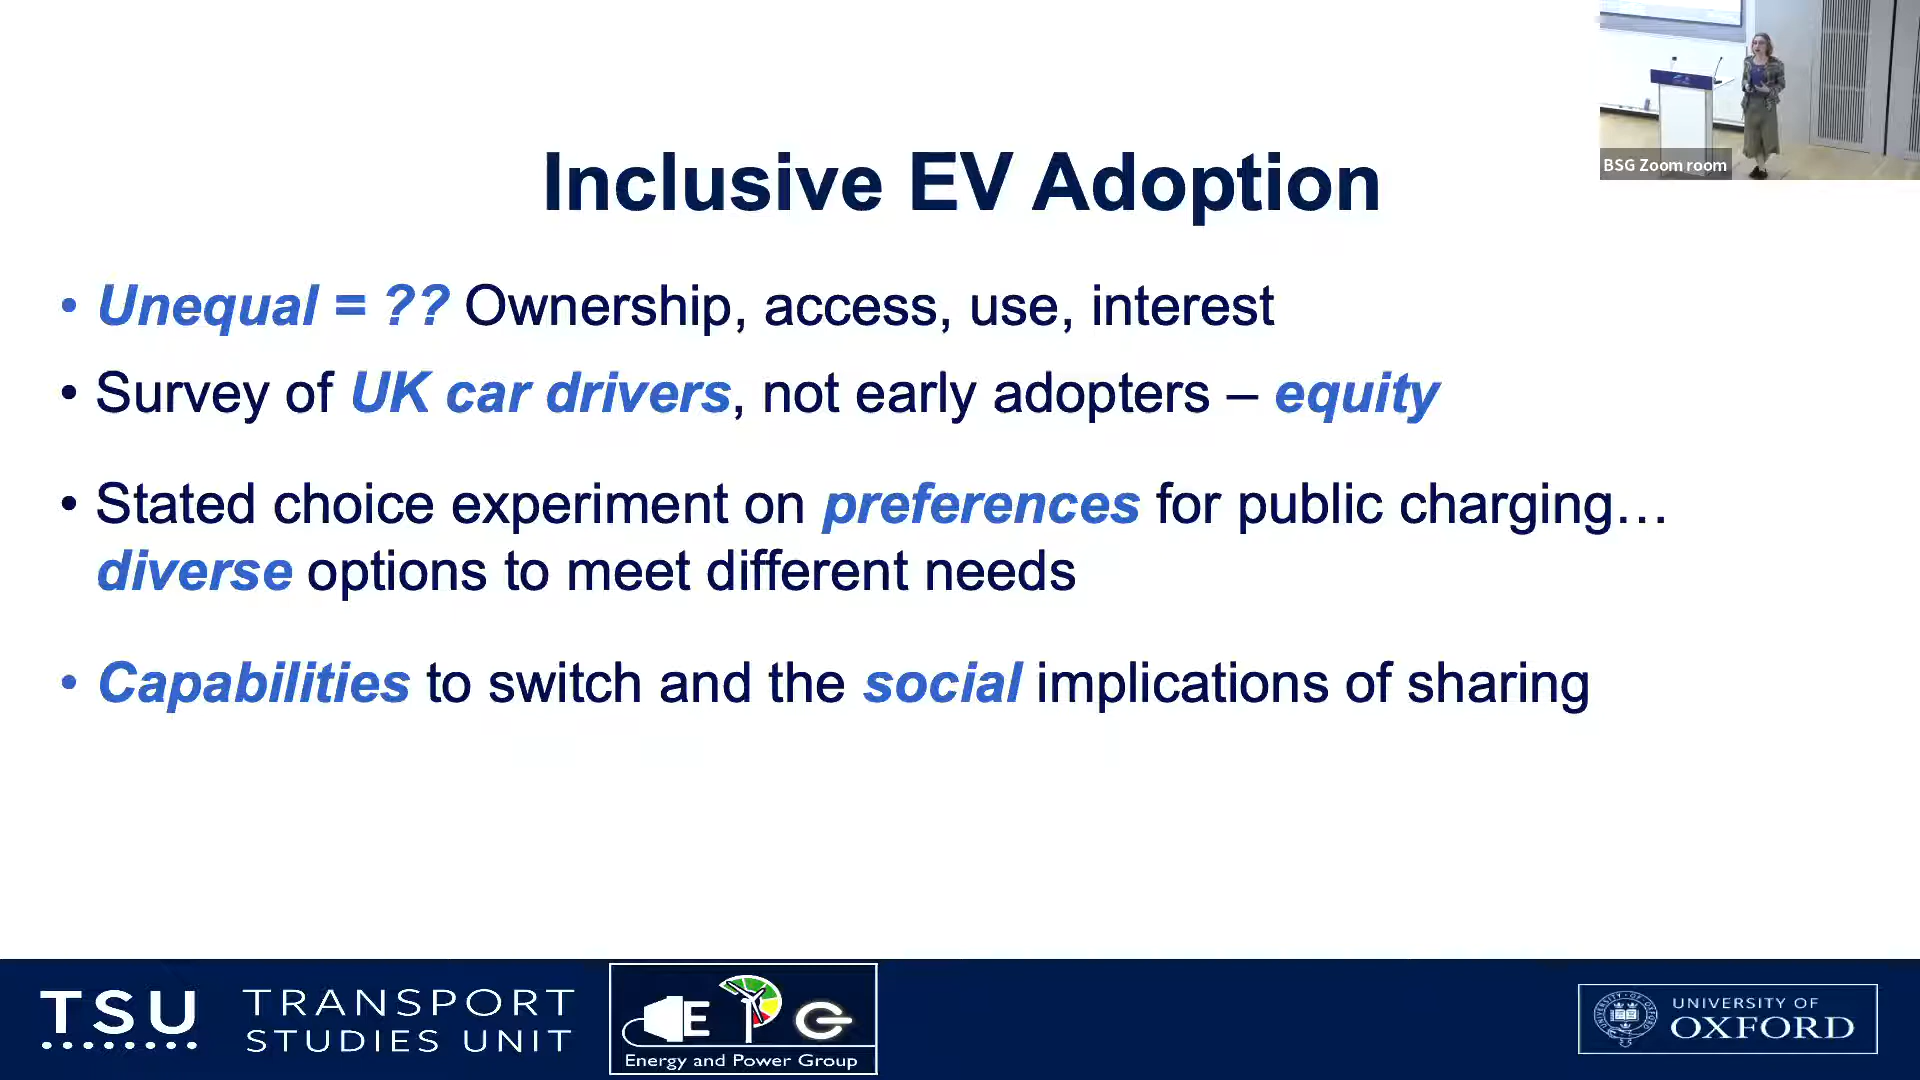 BSG Zoom room
Inclusive EV Adoption
• Unequal = ?? Ownership, access, use, interest
• Survey of UK car drivers, not early adopters – equity
• Stated choice experiment on preferences for public charging…
diverse options to meet different needs
• Capabilities to switch and the social implications of sharing
TSU
TRANSPORT
STUDIES UNIT
E P G
Energy and Power Group
UNIVERSITY OF
OXFORD